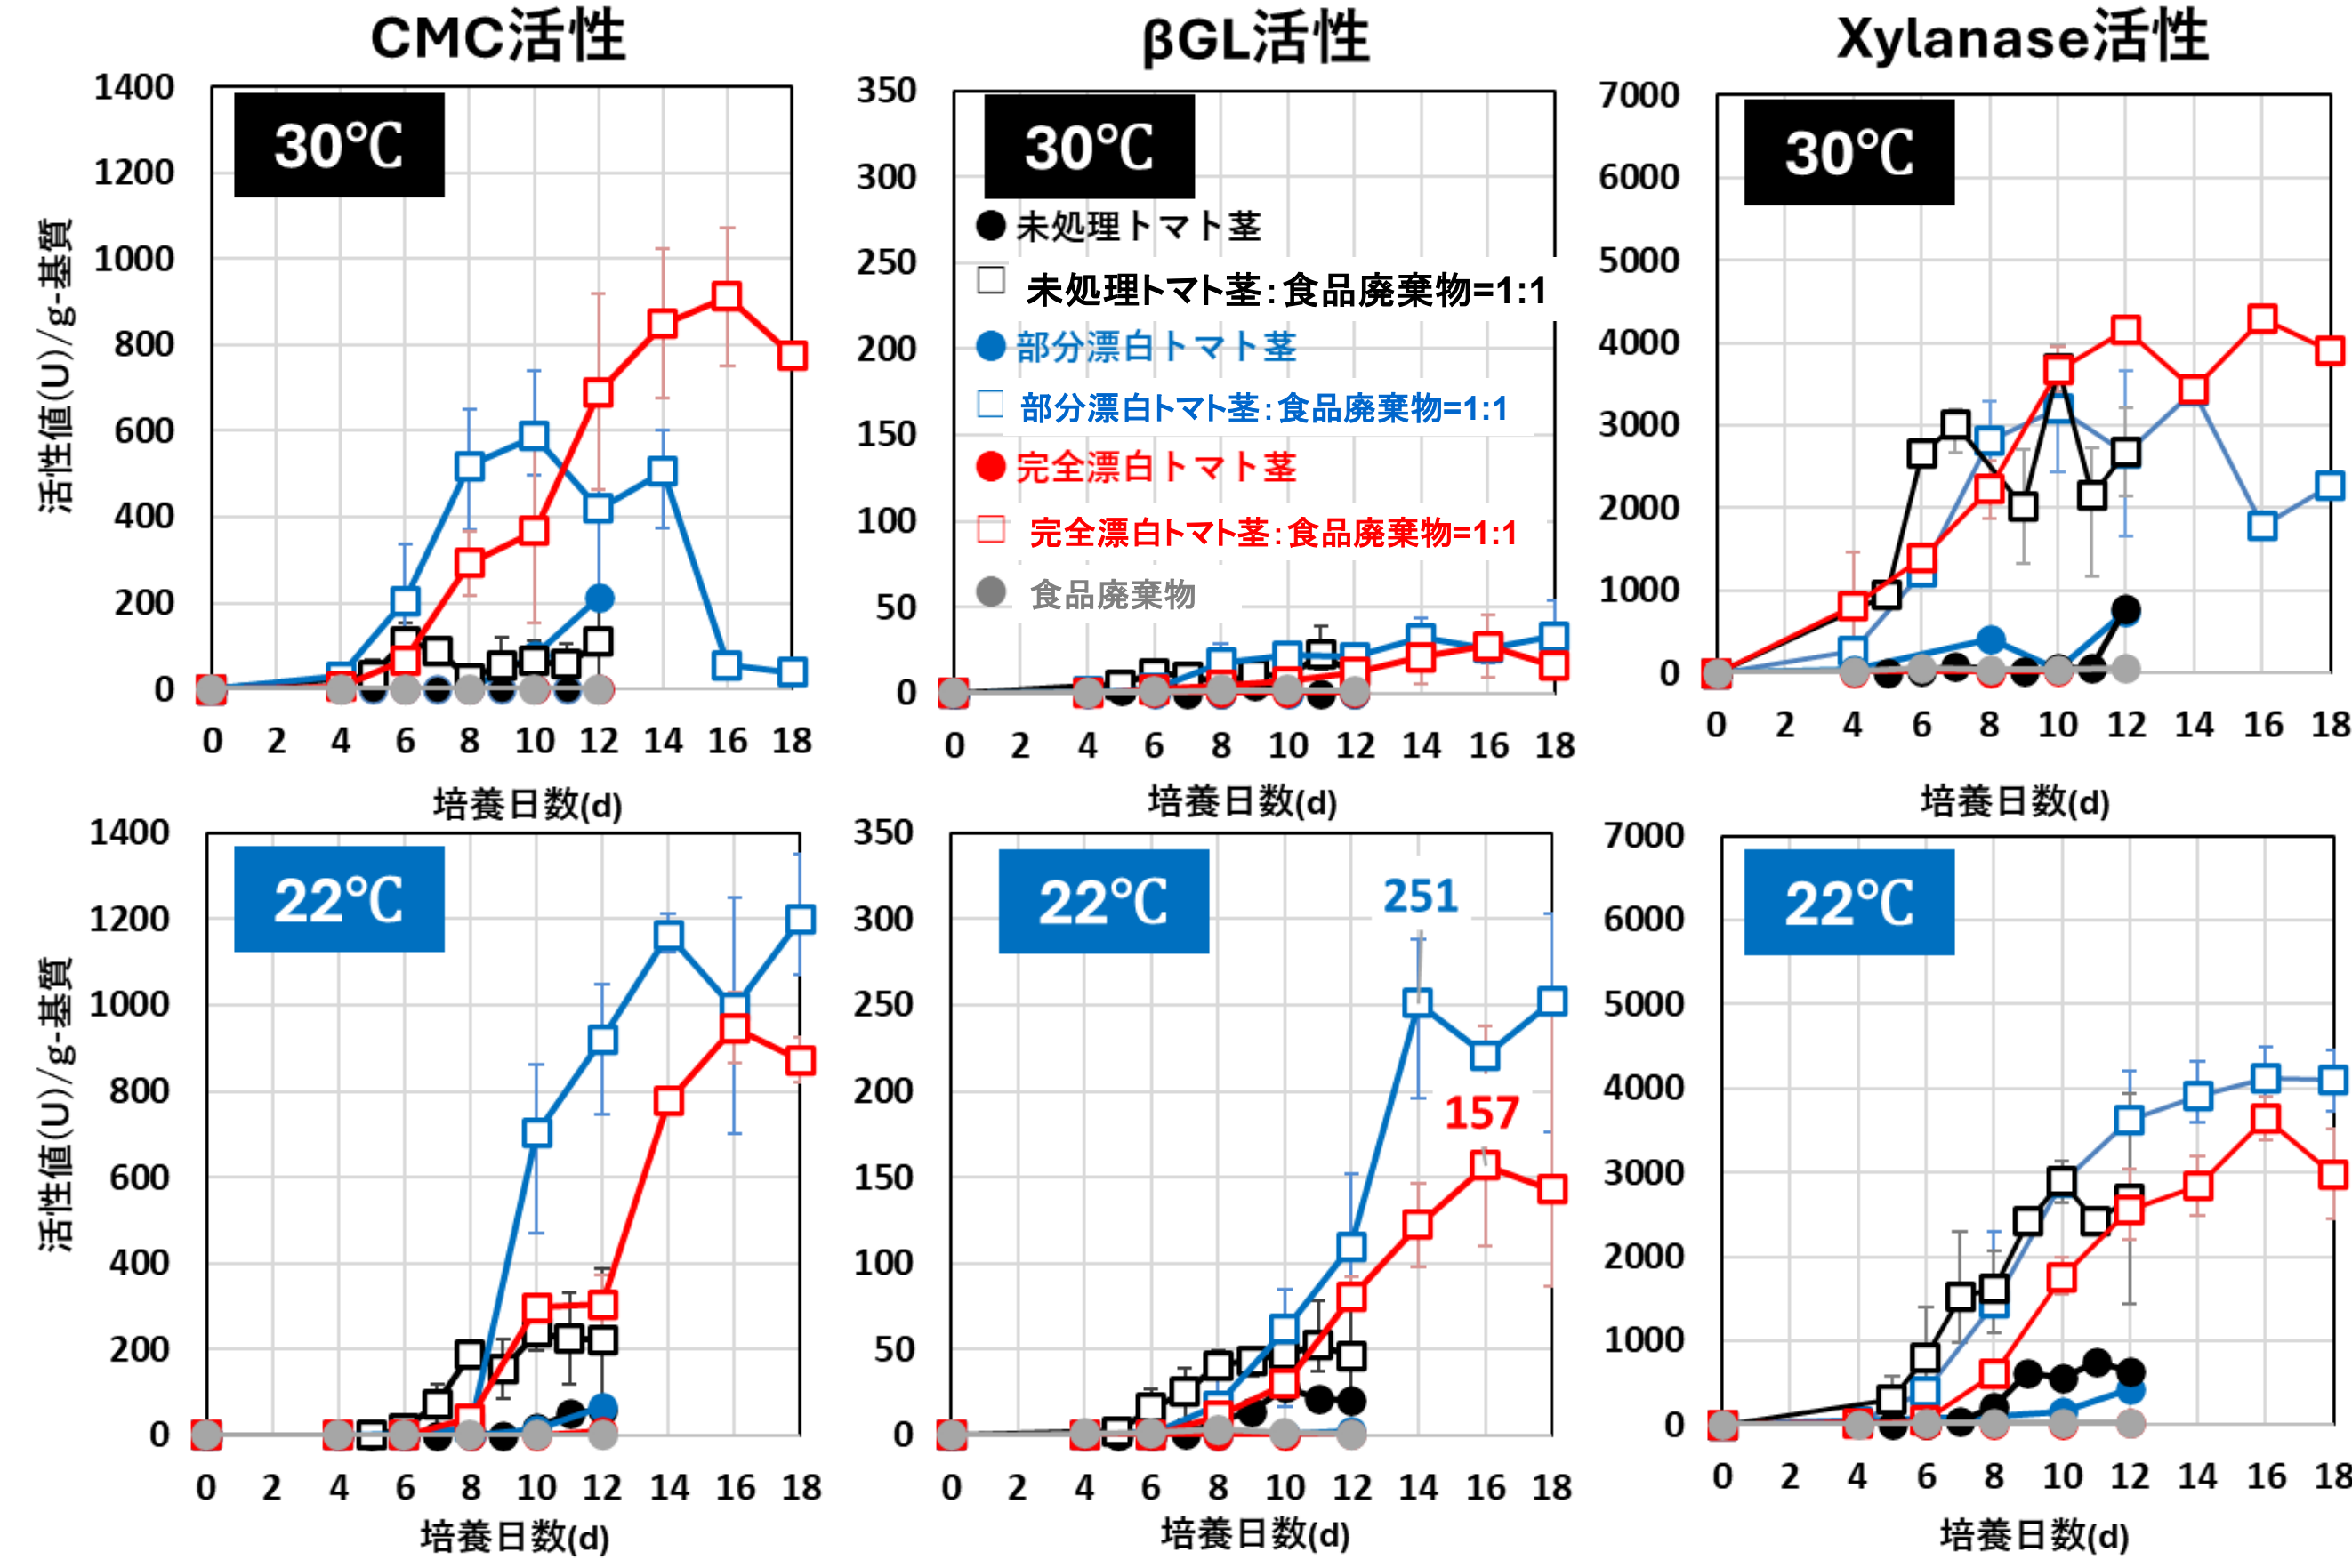 CMC活性
βGL活性
Xylanase活性
活性値(U)/g-基質
1400
1200
1000
800
600
400
200
0
30℃
0 2 4 6 8 10 12 14 16 18
培養日数(d)
350
300
250
200
150
100
50
0
30℃
●未処理トマト茎
□ 未処理トマト茎：食品廃棄物=1:1
●部分漂白トマト茎
□ 部分漂白トマト茎：食品廃棄物=1:1
●完全漂白トマト茎
□ 完全漂白トマト茎：食品廃棄物=1:1
● 食品廃棄物
0 2 4 6 8 10 12 14 16 18
培養日数(d)
7000
6000
5000
4000
3000
2000
1000
0
30℃
0 2 4 6 8 10 12 14 16 18
培養日数(d)
活性値(U)/g-基質
1400
1200
1000
800
600
400
200
0
22℃
0 2 4 6 8 10 12 14 16 18
培養日数(d)
350
300
250
200
150
100
50
0
22℃
251
157
0 2 4 6 8 10 12 14 16 18
培養日数(d)
7000
6000
5000
4000
3000
2000
1000
0
22℃
0 2 4 6 8 10 12 14 16 18
培養日数(d)